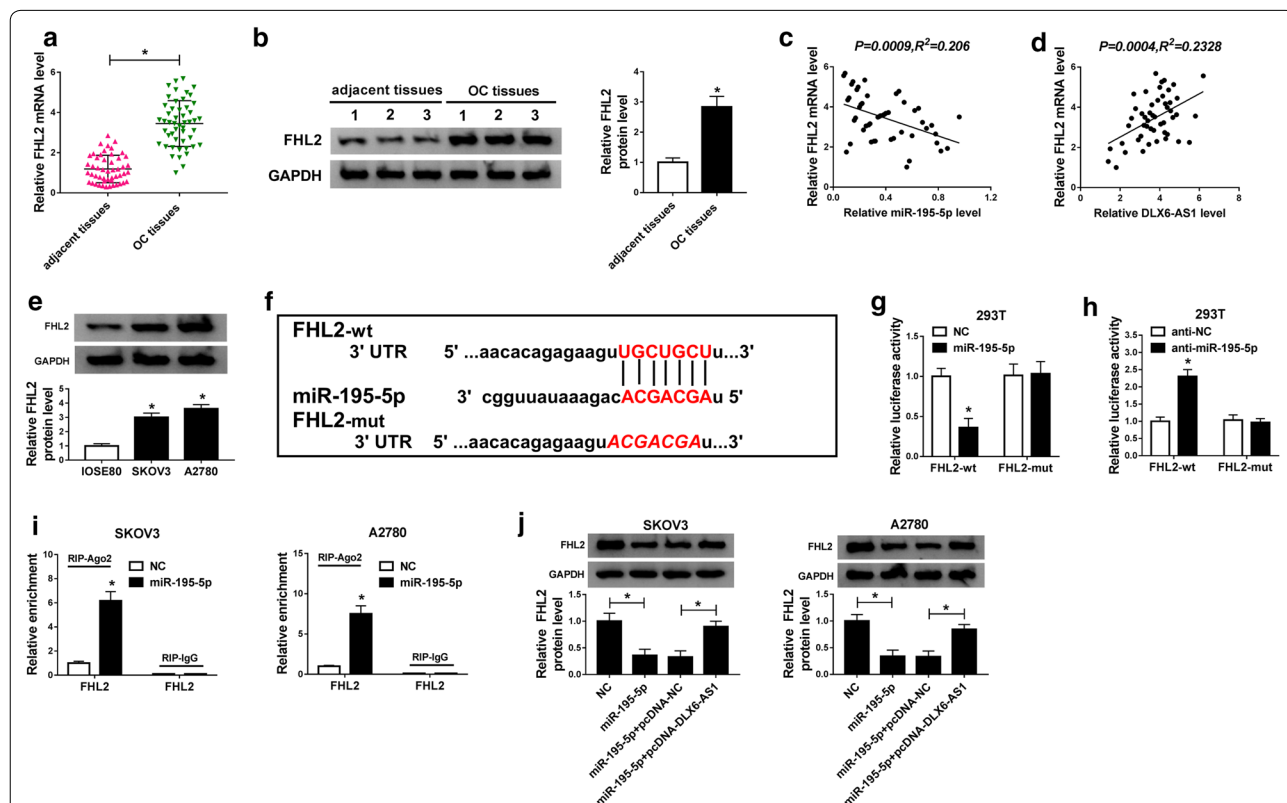 a
*
Relative FHL2 mRNA level
6
4
2
0
adjacent tissues
OC tissues
b
adjacent tissues OC tissues
1 2 3 1 2 3
FHL2
GAPDH
Relative FHL2
protein level
4
3
2
1
0
*
adjacent tissues
OC tissues
c
P=0.0009,R²=0.206
Relative FHL2 mRNA level
6
4
2
0
0.0 0.4 0.8 1.2
Relative miR-195-5p level
d
P=0.0004,R²=0.2328
Relative FHL2 mRNA level
6
4
2
0
0 2 4 6 8
Relative DLX6-AS1 level
e
FHL2
GAPDH
Relative FHL2
protein level
5
4
3
2
1
0
* *
IOSE80 SKOV3 A2780
f
FHL2-wt
3' UTR 5' ...aacacagagaaguUGCUGCUu...3'
miR-195-5p 3' cgguuauaaagacACGACGAu 5'
FHL2-mut
3' UTR 5' ...aacacagagaaguACGACGAu...3'
g
293T
NC
miR-195-5p
Relative luciferase activity
2.0
1.5
1.0
0.5
0.0
*
FHL2-wt FHL2-mut
h
293T
anti-NC
anti-miR-195-5p
Relative luciferase activity
3.0
2.5
2.0
1.5
1.0
0.5
0.0
*
FHL2-wt FHL2-mut
i
SKOV3
Relative enrichment
10
8
6
4
2
0
RIP-Ago2
NC
miR-195-5p
*
RIP-IgG
FHL2 FHL2
A2780
Relative enrichment
15
10
5
0
RIP-Ago2
NC
miR-195-5p
*
RIP-IgG
FHL2 FHL2
j
SKOV3
FHL2
GAPDH
Relative FHL2
protein level
1.5
1.0
0.5
0.0
* *
NC
miR-195-5p
miR-195-5p+pcDNA-NC
miR-195-5p+pcDNA-DLX6-AS1
A2780
FHL2
GAPDH
Relative FHL2
protein level
1.5
1.0
0.5
0.0
* *
NC
miR-195-5p
miR-195-5p+pcDNA-NC
miR-195-5p+pcDNA-DLX6-AS1